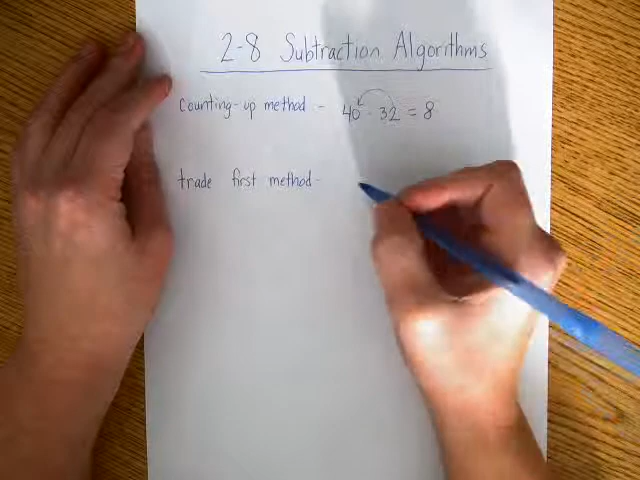 2-8 Subtraction Algorithms
Counting-up method - 40 - 32 = 8
trade first method -